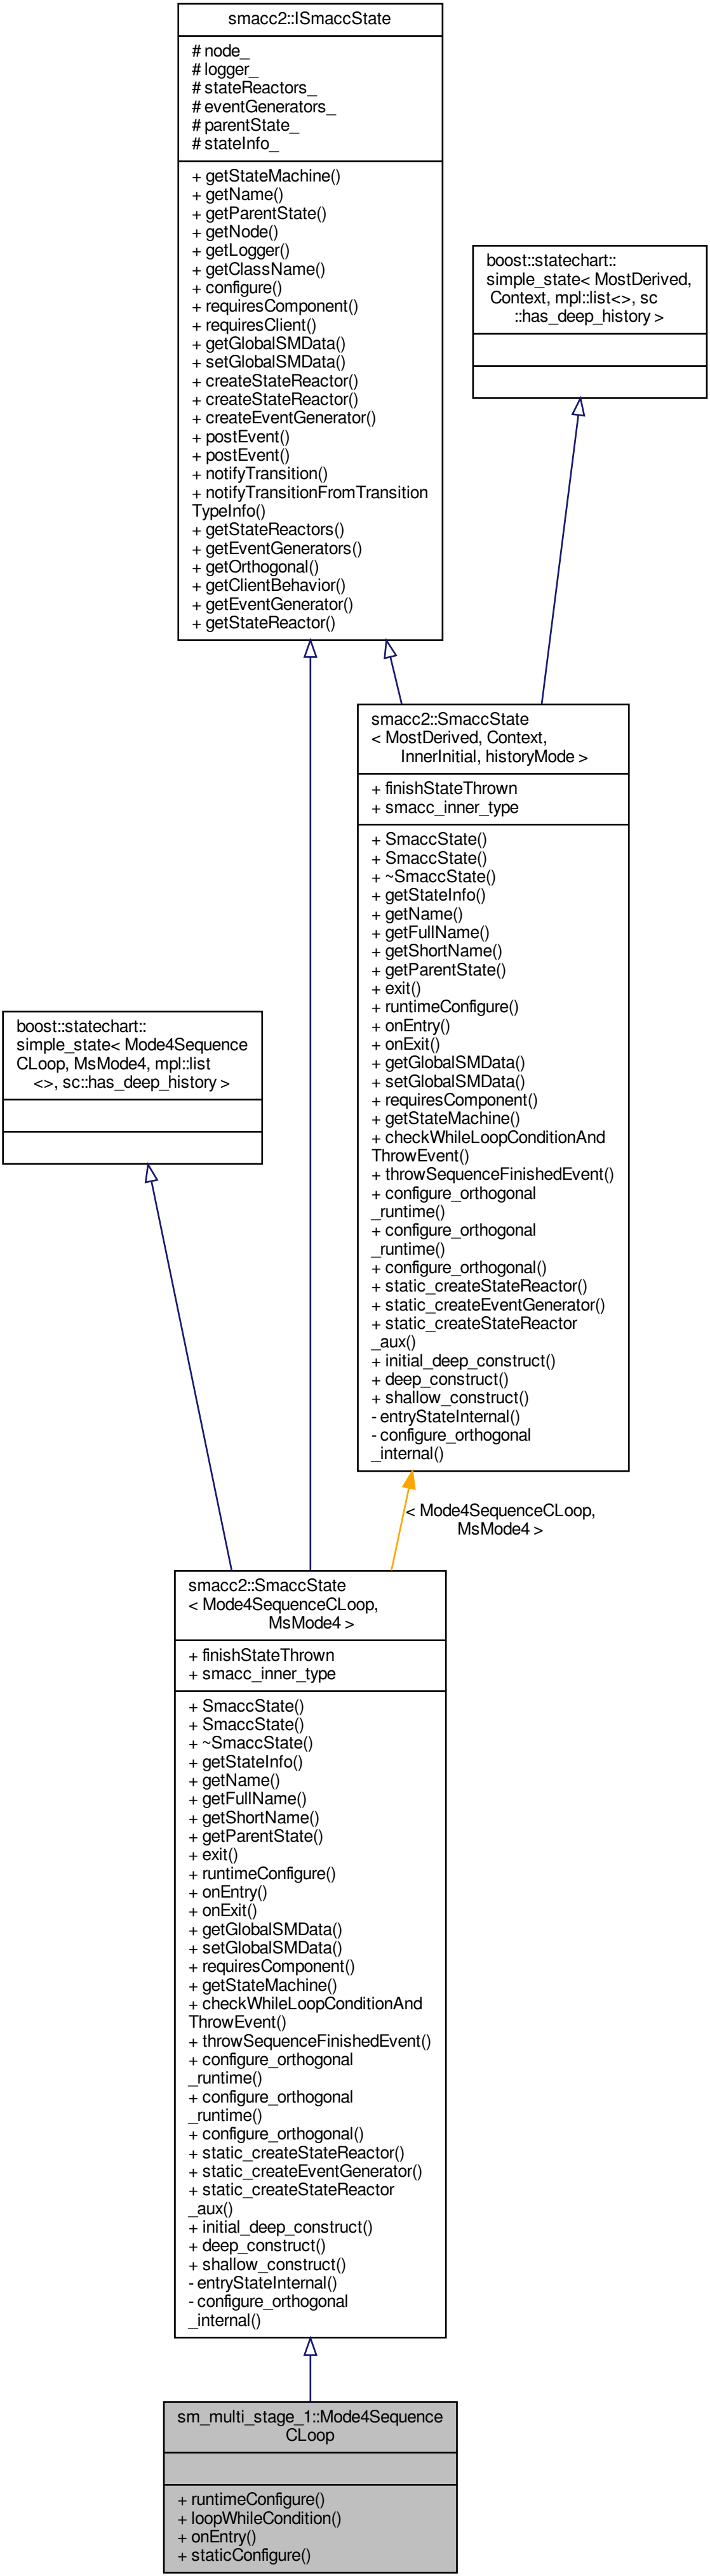 smacc2::ISmaccState
# node_
# logger_
# stateReactors_
# eventGenerators_
# parentState_
# stateInfo_
+ getStateMachine()
+ getName()
+ getParentState()
+ getNode()
+ getLogger()
+ getClassName()
+ configure()
+ requiresComponent()
+ requiresClient()
+ getGlobalSMData()
+ setGlobalSMData()
+ createStateReactor()
+ createStateReactor()
+ createEventGenerator()
+ postEvent()
+ postEvent()
+ notifyTransition()
+ notifyTransitionFromTransition
TypeInfo()
+ getStateReactors()
+ getEventGenerators()
+ getOrthogonal()
+ getClientBehavior()
+ getEventGenerator()
+ getStateReactor()
boost::statechart::
simple_state< MostDerived,
Context, mpl::list<>, sc
::has_deep_history >
smacc2::SmaccState
< MostDerived, Context,
InnerInitial, historyMode >
+ finishStateThrown
+ smacc_inner_type
+ SmaccState()
+ SmaccState()
+ ~SmaccState()
+ getStateInfo()
+ getName()
+ getFullName()
+ getShortName()
+ getParentState()
+ exit()
+ runtimeConfigure()
+ onEntry()
+ onExit()
+ getGlobalSMData()
+ setGlobalSMData()
+ requiresComponent()
+ getStateMachine()
+ checkWhileLoopConditionAnd
ThrowEvent()
+ throwSequenceFinishedEvent()
+ configure_orthogonal
_runtime()
+ configure_orthogonal
_runtime()
+ configure_orthogonal()
+ static_createStateReactor()
+ static_createEventGenerator()
+ static_createStateReactor
_aux()
+ initial_deep_construct()
+ deep_construct()
+ shallow_construct()
- entryStateInternal()
- configure_orthogonal
_internal()
boost::statechart::
simple_state< Mode4Sequence
CLoop, MsMode4, mpl::list
<>, sc::has_deep_history >
< Mode4SequenceCLoop,
MsMode4 >
smacc2::SmaccState
< Mode4SequenceCLoop,
MsMode4 >
+ finishStateThrown
+ smacc_inner_type
+ SmaccState()
+ SmaccState()
+ ~SmaccState()
+ getStateInfo()
+ getName()
+ getFullName()
+ getShortName()
+ getParentState()
+ exit()
+ runtimeConfigure()
+ onEntry()
+ onExit()
+ getGlobalSMData()
+ setGlobalSMData()
+ requiresComponent()
+ getStateMachine()
+ checkWhileLoopConditionAnd
ThrowEvent()
+ throwSequenceFinishedEvent()
+ configure_orthogonal
_runtime()
+ configure_orthogonal
_runtime()
+ configure_orthogonal()
+ static_createStateReactor()
+ static_createEventGenerator()
+ static_createStateReactor
_aux()
+ initial_deep_construct()
+ deep_construct()
+ shallow_construct()
- entryStateInternal()
- configure_orthogonal
_internal()
sm_multi_stage_1::Mode4Sequence
CLoop
+ runtimeConfigure()
+ loopWhileCondition()
+ onEntry()
+ staticConfigure()